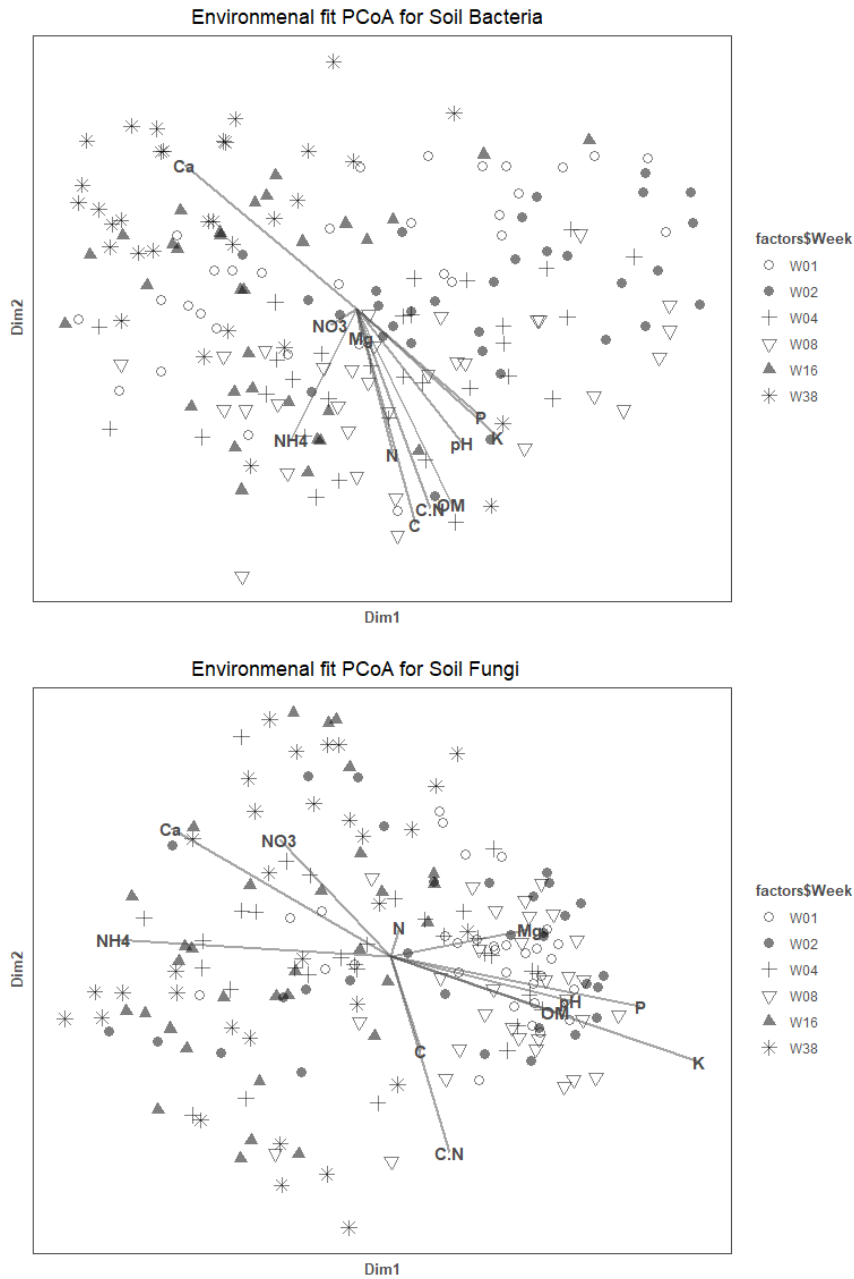 Environmenal fit PCoA for Soil Bacteria
Ca
NO3
Mg
P
K
pH
NH4
N
OM
C:N
C
Dim2
Dim1
factors$Week
W01
W02
W04
W08
W16
W38
Environmenal fit PCoA for Soil Fungi
Ca
NO3
N
Mg
NH4
pH
P
OM
C
K
C:N
Dim2
Dim1
factors$Week
W01
W02
W04
W08
W16
W38